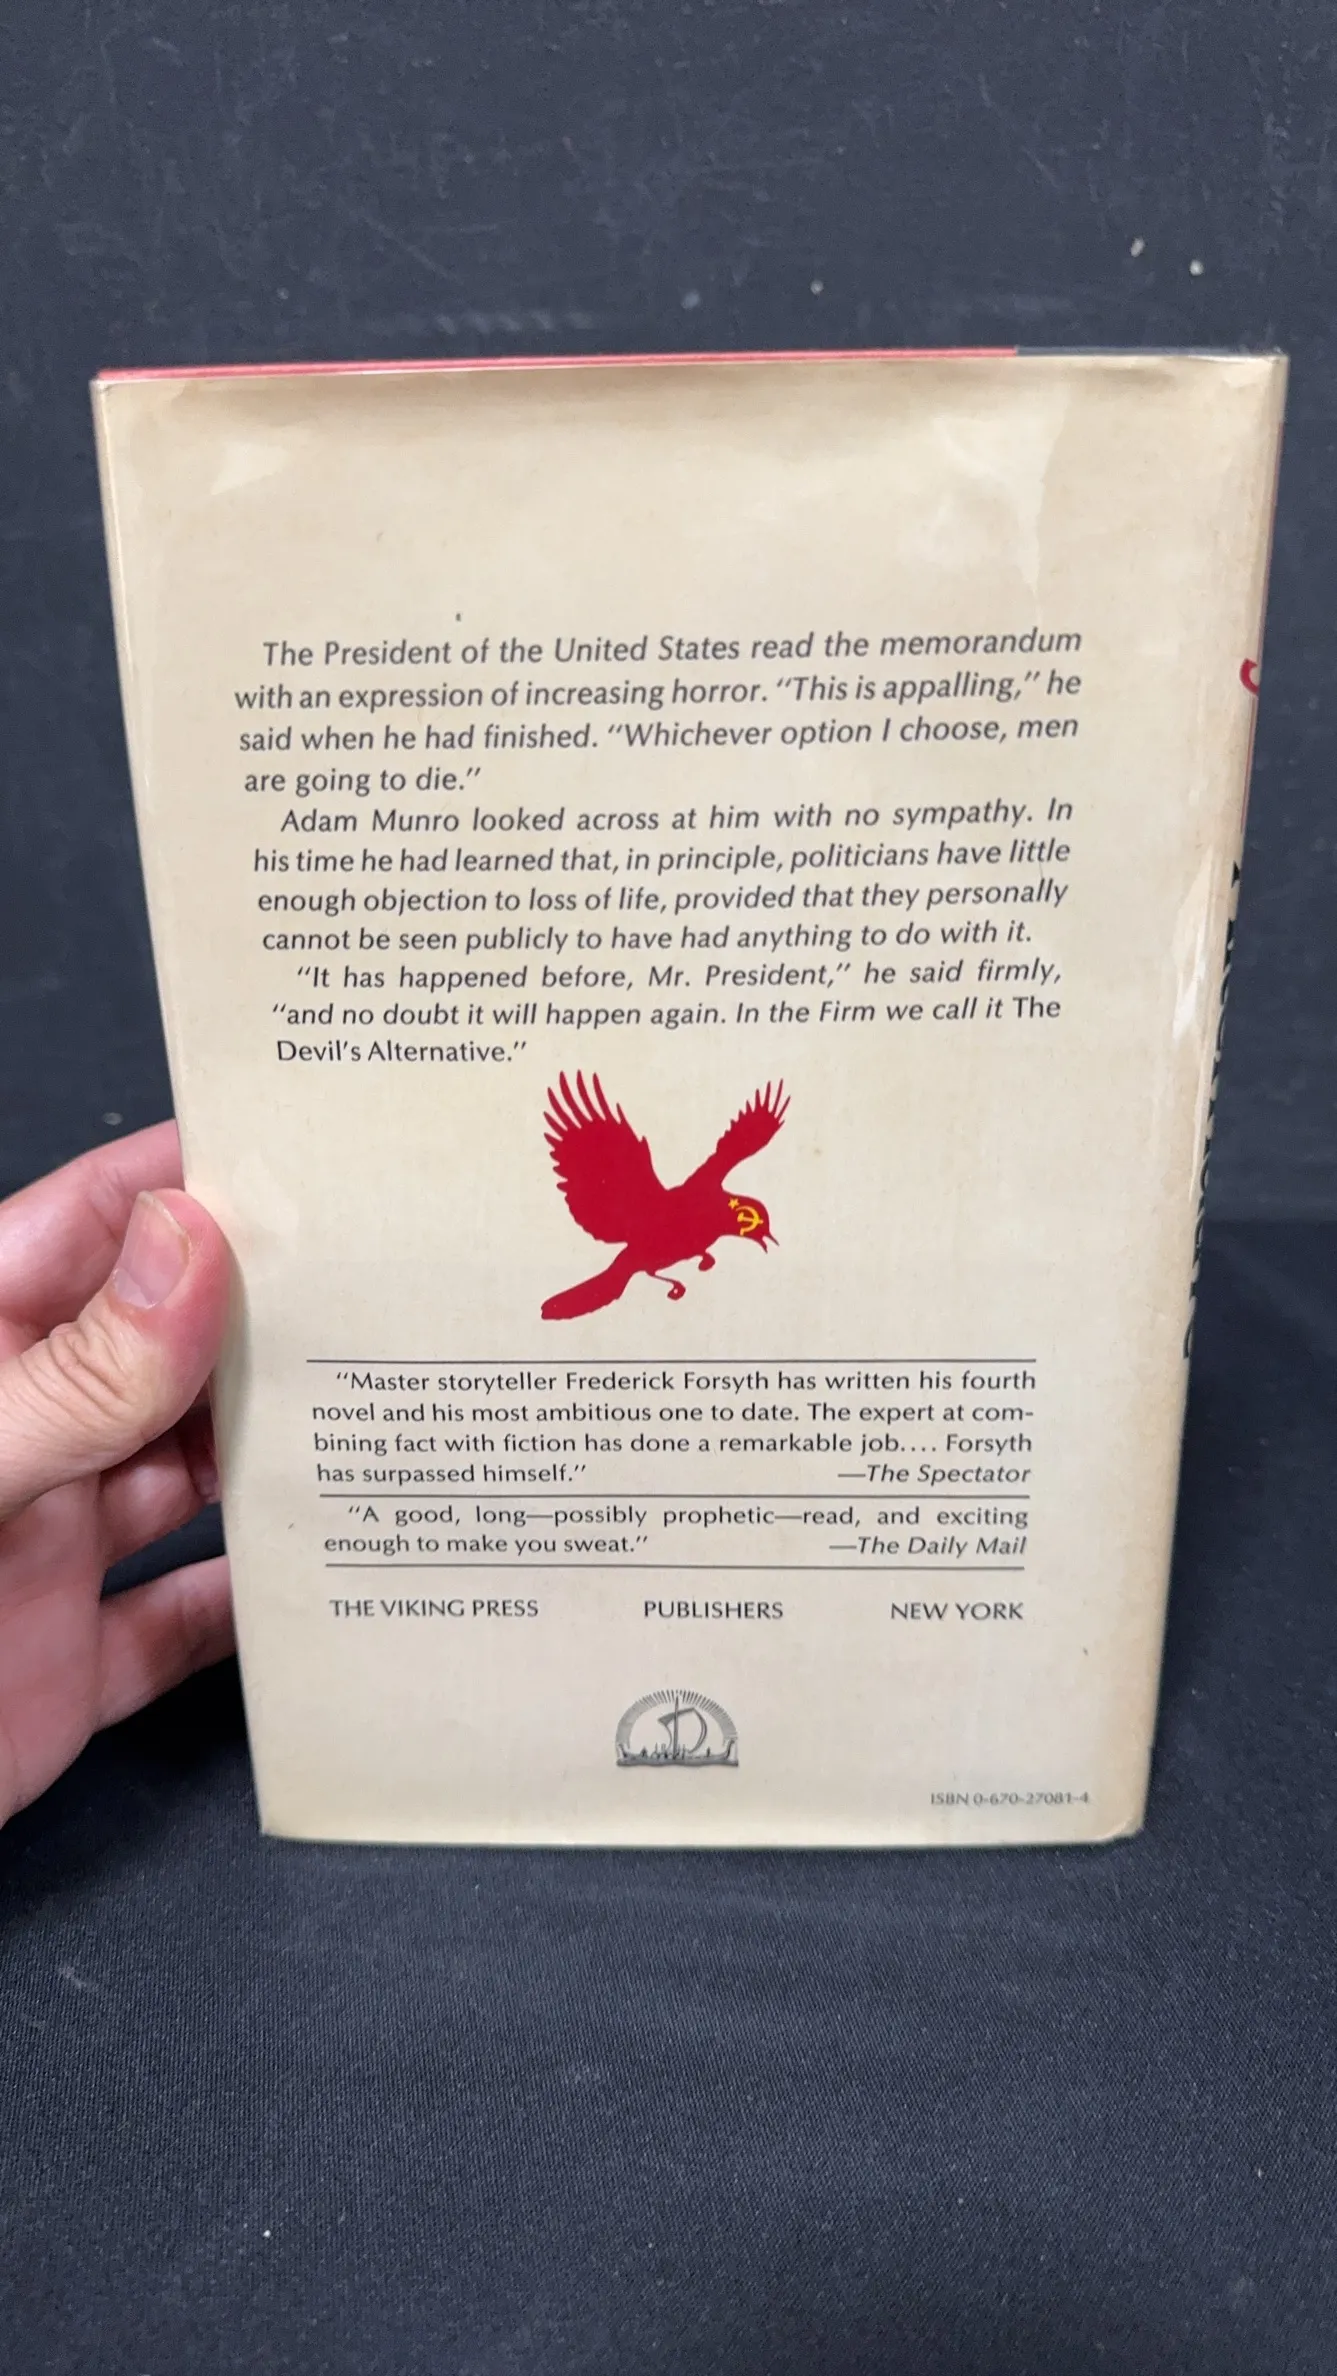 The President of the United States read the memorandum
with an expression of increasing horror. “This is appalling,” he
said when he had finished. “Whichever option I choose, men
are going to die.”
Adam Munro looked across at him with no sympathy. In
his time he had learned that, in principle, politicians have little
enough objection to loss of life, provided that they personally
cannot be seen publicly to have had anything to do with it.
“It has happened before, Mr. President,” he said firmly,
“and no doubt it will happen again. In the Firm we call it The
Devil’s Alternative.”
“Master storyteller Frederick Forsyth has written his fourth
novel and his most ambitious one to date. The expert at com-
bining fact with fiction has done a remarkable job.... Forsyth
has surpassed himself.” —The Spectator
“A good, long—possibly prophetic—read, and exciting
enough to make you sweat.” —The Daily Mail
THE VIKING PRESS PUBLISHERS NEW YORK
ISBN 0-670-27081-4